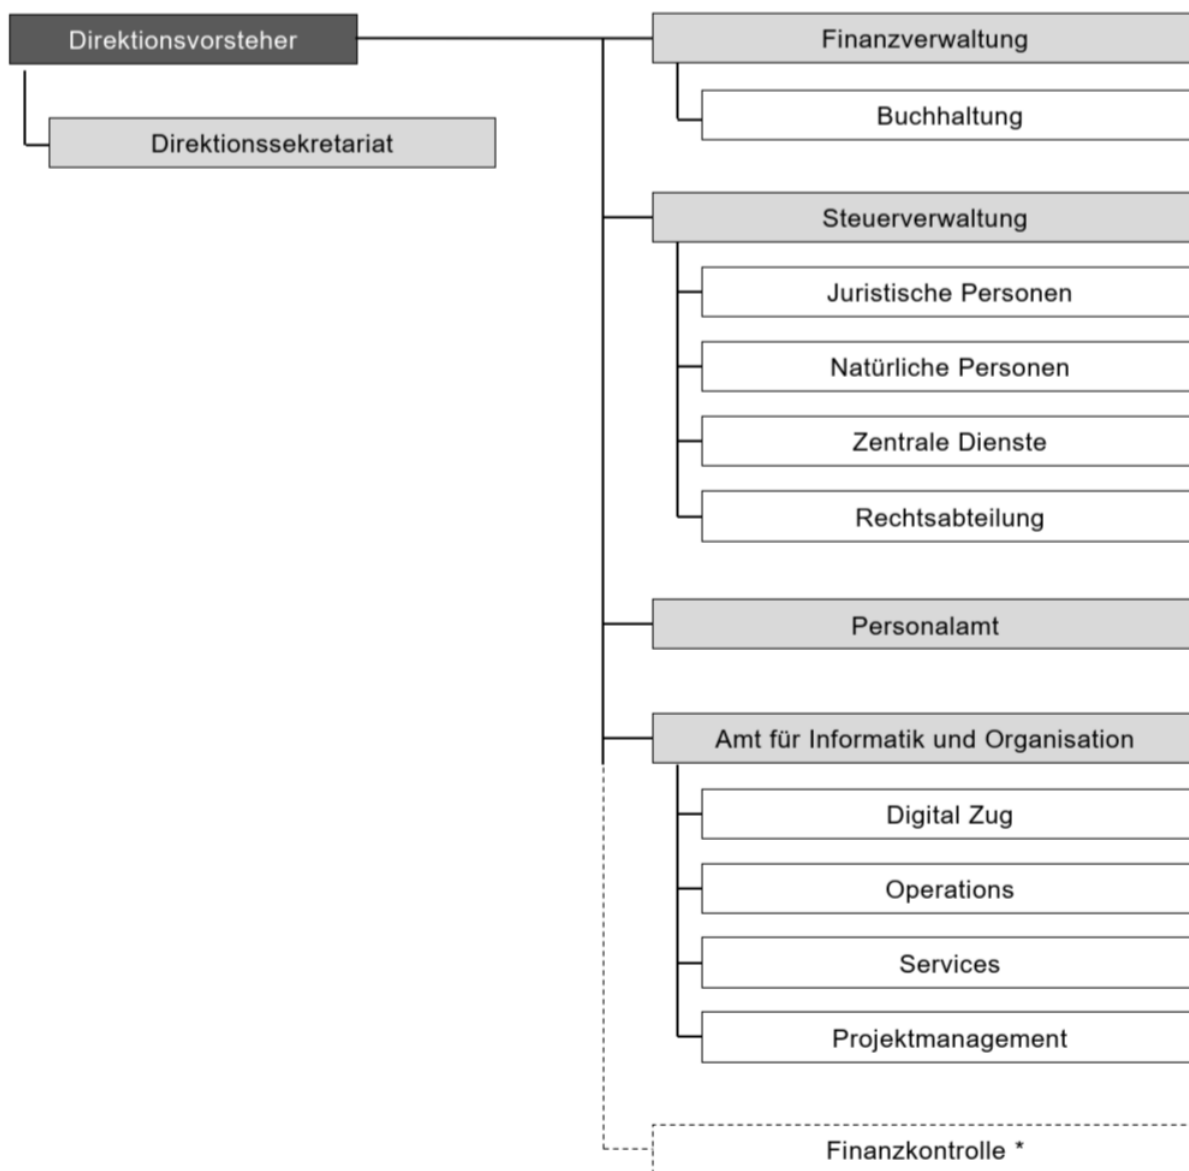 Direktionsvorsteher
Direktionssekretariat
Finanzverwaltung
Buchhaltung
Steuerverwaltung
Juristische Personen
Natürliche Personen
Zentrale Dienste
Rechtsabteilung
Personalamt
Amt für Informatik und Organisation
Digital Zug
Operations
Services
Projektmanagement
Finanzkontrolle *